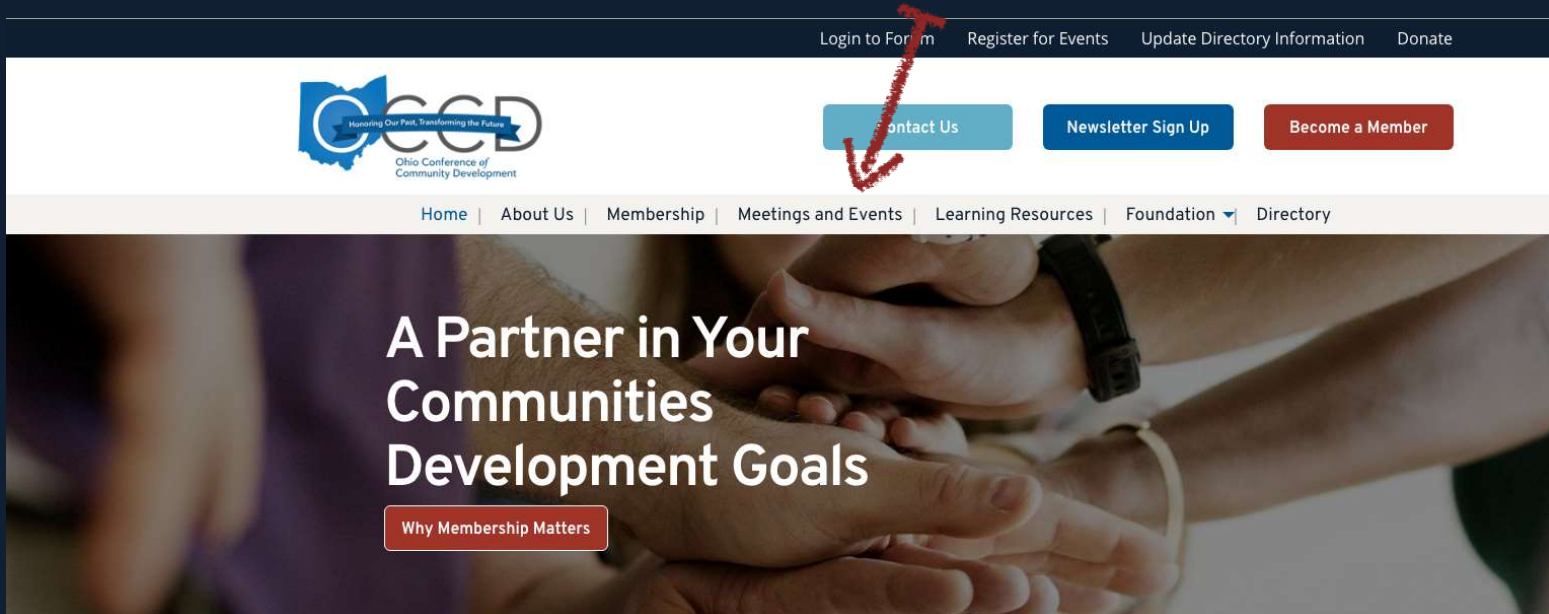 Login to Forum Register for Events Update Directory Information Donate
OCCD
Honoring Our Past, Transforming the Future
Ohio Conference of
Community Development
Contact Us Newsletter Sign Up Become a Member
Home | About Us | Membership | Meetings and Events | Learning Resources | Foundation | Directory
A Partner in Your
Communities
Development Goals
Why Membership Matters